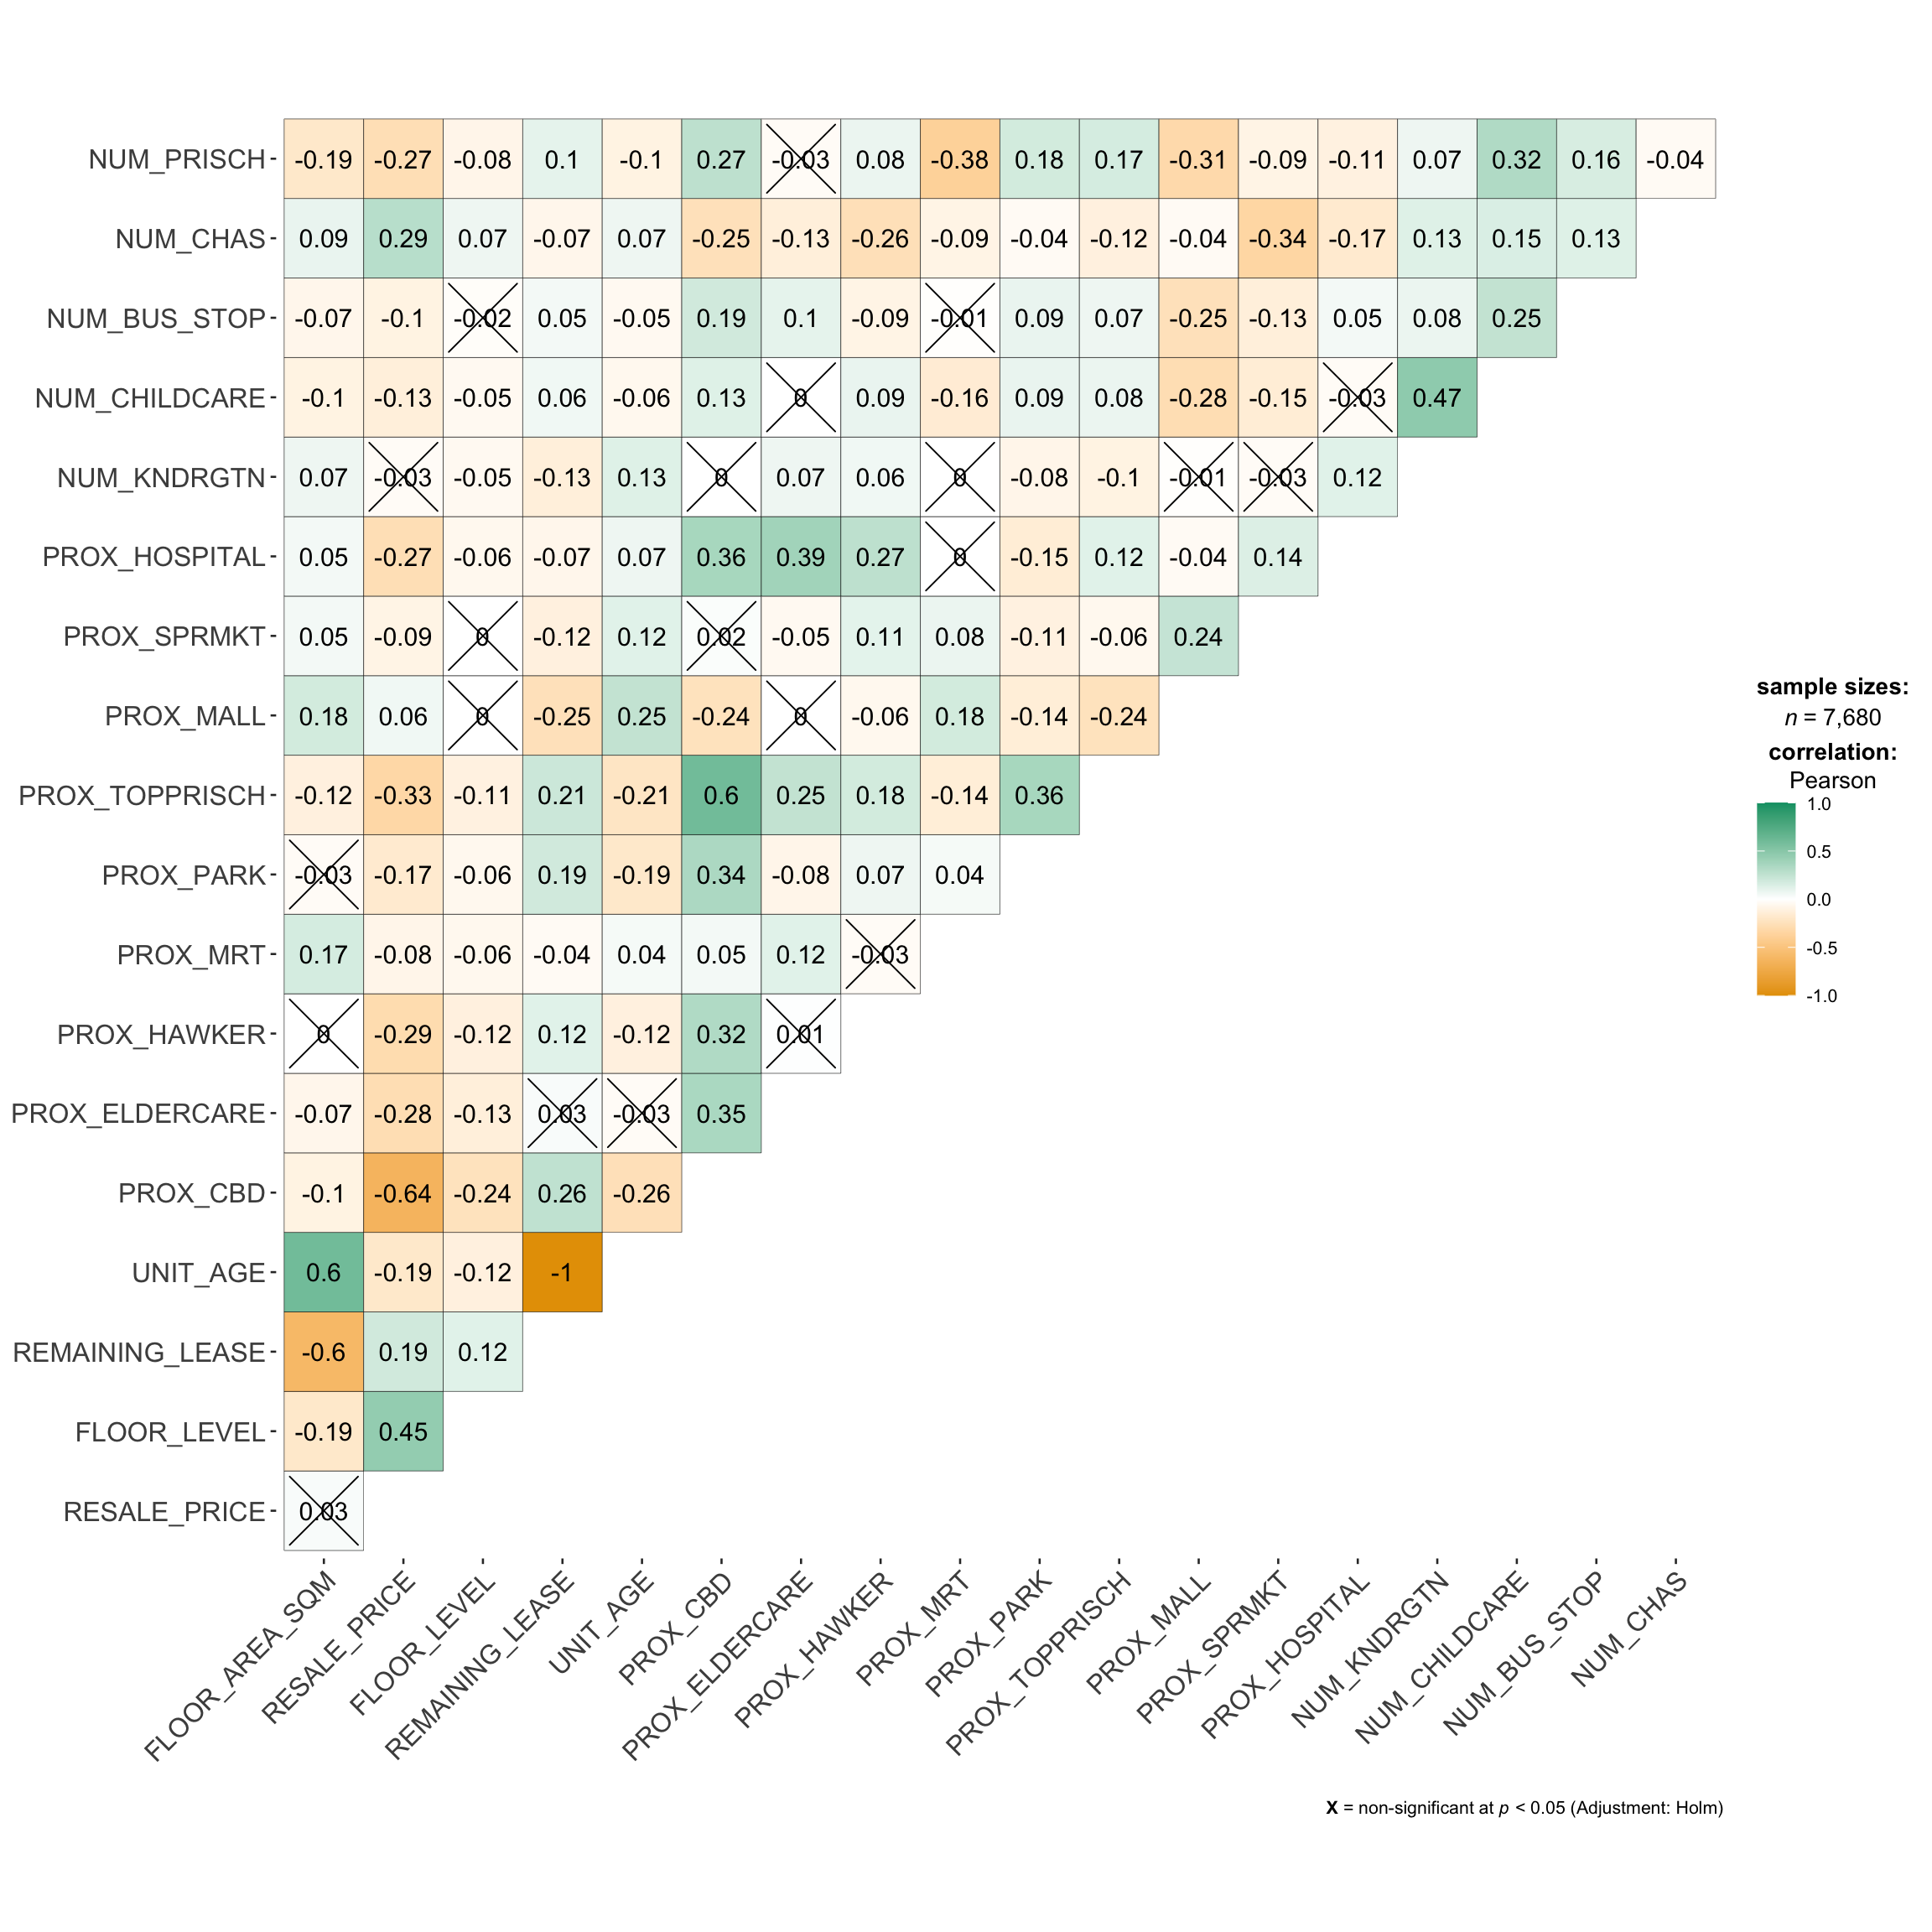 NUM_PRISCH -0.19 -0.27 -0.08 0.1 -0.1 0.27 -0.03 0.08 -0.38 0.18 0.17 -0.31 -0.09 -0.11 0.07 0.32 0.16 -0.04
NUM_CHAS 0.09 0.29 0.07 -0.07 0.07 -0.25 -0.13 -0.26 -0.09 -0.04 -0.12 -0.04 -0.34 -0.17 0.13 0.15 0.13
NUM_BUS_STOP -0.07 -0.1 -0.02 0.05 -0.05 0.19 0.1 -0.09 -0.01 0.09 0.07 -0.25 -0.13 0.05 0.08 0.25
NUM_CHILDCARE -0.1 -0.13 -0.05 0.06 -0.06 0.13 0 0.09 -0.16 0.09 0.08 -0.28 -0.15 -0.03 0.47
NUM_KNDRGTN 0.07 -0.03 -0.05 -0.13 0.13 0 0.07 0.06 0 -0.08 -0.1 -0.01 -0.03 0.12
PROX_HOSPITAL 0.05 -0.27 -0.06 -0.07 0.07 0.36 0.39 0.27 0 -0.15 0.12 -0.04 0.14
PROX_SPRMKT 0.05 -0.09 0 -0.12 0.12 0.02 -0.05 0.11 0.08 -0.11 -0.06 0.24
PROX_MALL 0.18 0.06 0 -0.25 0.25 -0.24 0 -0.06 0.18 -0.14 -0.24
PROX_TOPPRISCH -0.12 -0.33 -0.11 0.21 -0.21 0.6 0.25 0.18 -0.14 0.36
PROX_PARK -0.03 -0.17 -0.06 0.19 -0.19 0.34 -0.08 0.07 0.04
PROX_MRT 0.17 -0.08 -0.06 -0.04 0.04 0.05 0.12 -0.03
PROX_HAWKER 0 -0.29 -0.12 0.12 -0.12 0.32 0.01
PROX_ELDERCARE -0.07 -0.28 -0.13 0.03 -0.03 0.35
PROX_CBD -0.1 -0.64 -0.24 0.26 -0.26
UNIT_AGE 0.6 -0.19 -0.12 -1
REMAINING_LEASE -0.6 0.19 0.12
FLOOR_LEVEL -0.19 0.45
RESALE_PRICE 0.03
FLOOR_AREA_SQM
RESALE_PRICE
FLOOR_LEVEL
REMAINING_LEASE
UNIT_AGE
PROX_CBD
PROX_ELDERCARE
PROX_HAWKER
PROX_MRT
PROX_PARK
PROX_TOPPRISCH
PROX_MALL
PROX_SPRMKT
PROX_HOSPITAL
NUM_KNDRGTN
NUM_CHILDCARE
NUM_BUS_STOP
NUM_CHAS
sample sizes:
n = 7,680
correlation:
Pearson
1.0
0.5
0.0
-0.5
-1.0
X = non-significant at p < 0.05 (Adjustment: Holm)